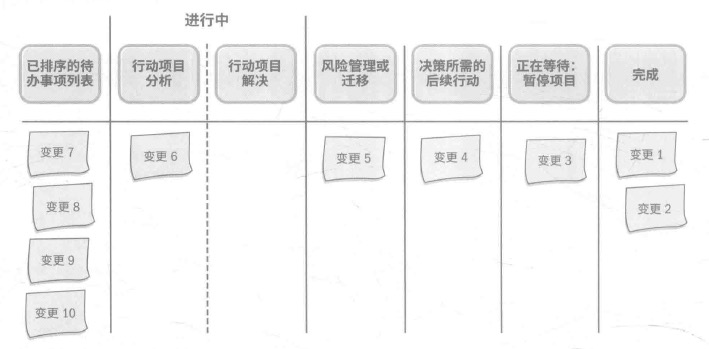 进行中
已排序的待
办事项列表
行动项目
分析
行动项目
解决
风险管理或
迁移
决策所需的
后续行动
正在等待：
暂停项目
完成
变更 7
变更 6
变更 5
变更 4
变更 3
变更 1
变更 8
变更 2
变更 9
变更 10